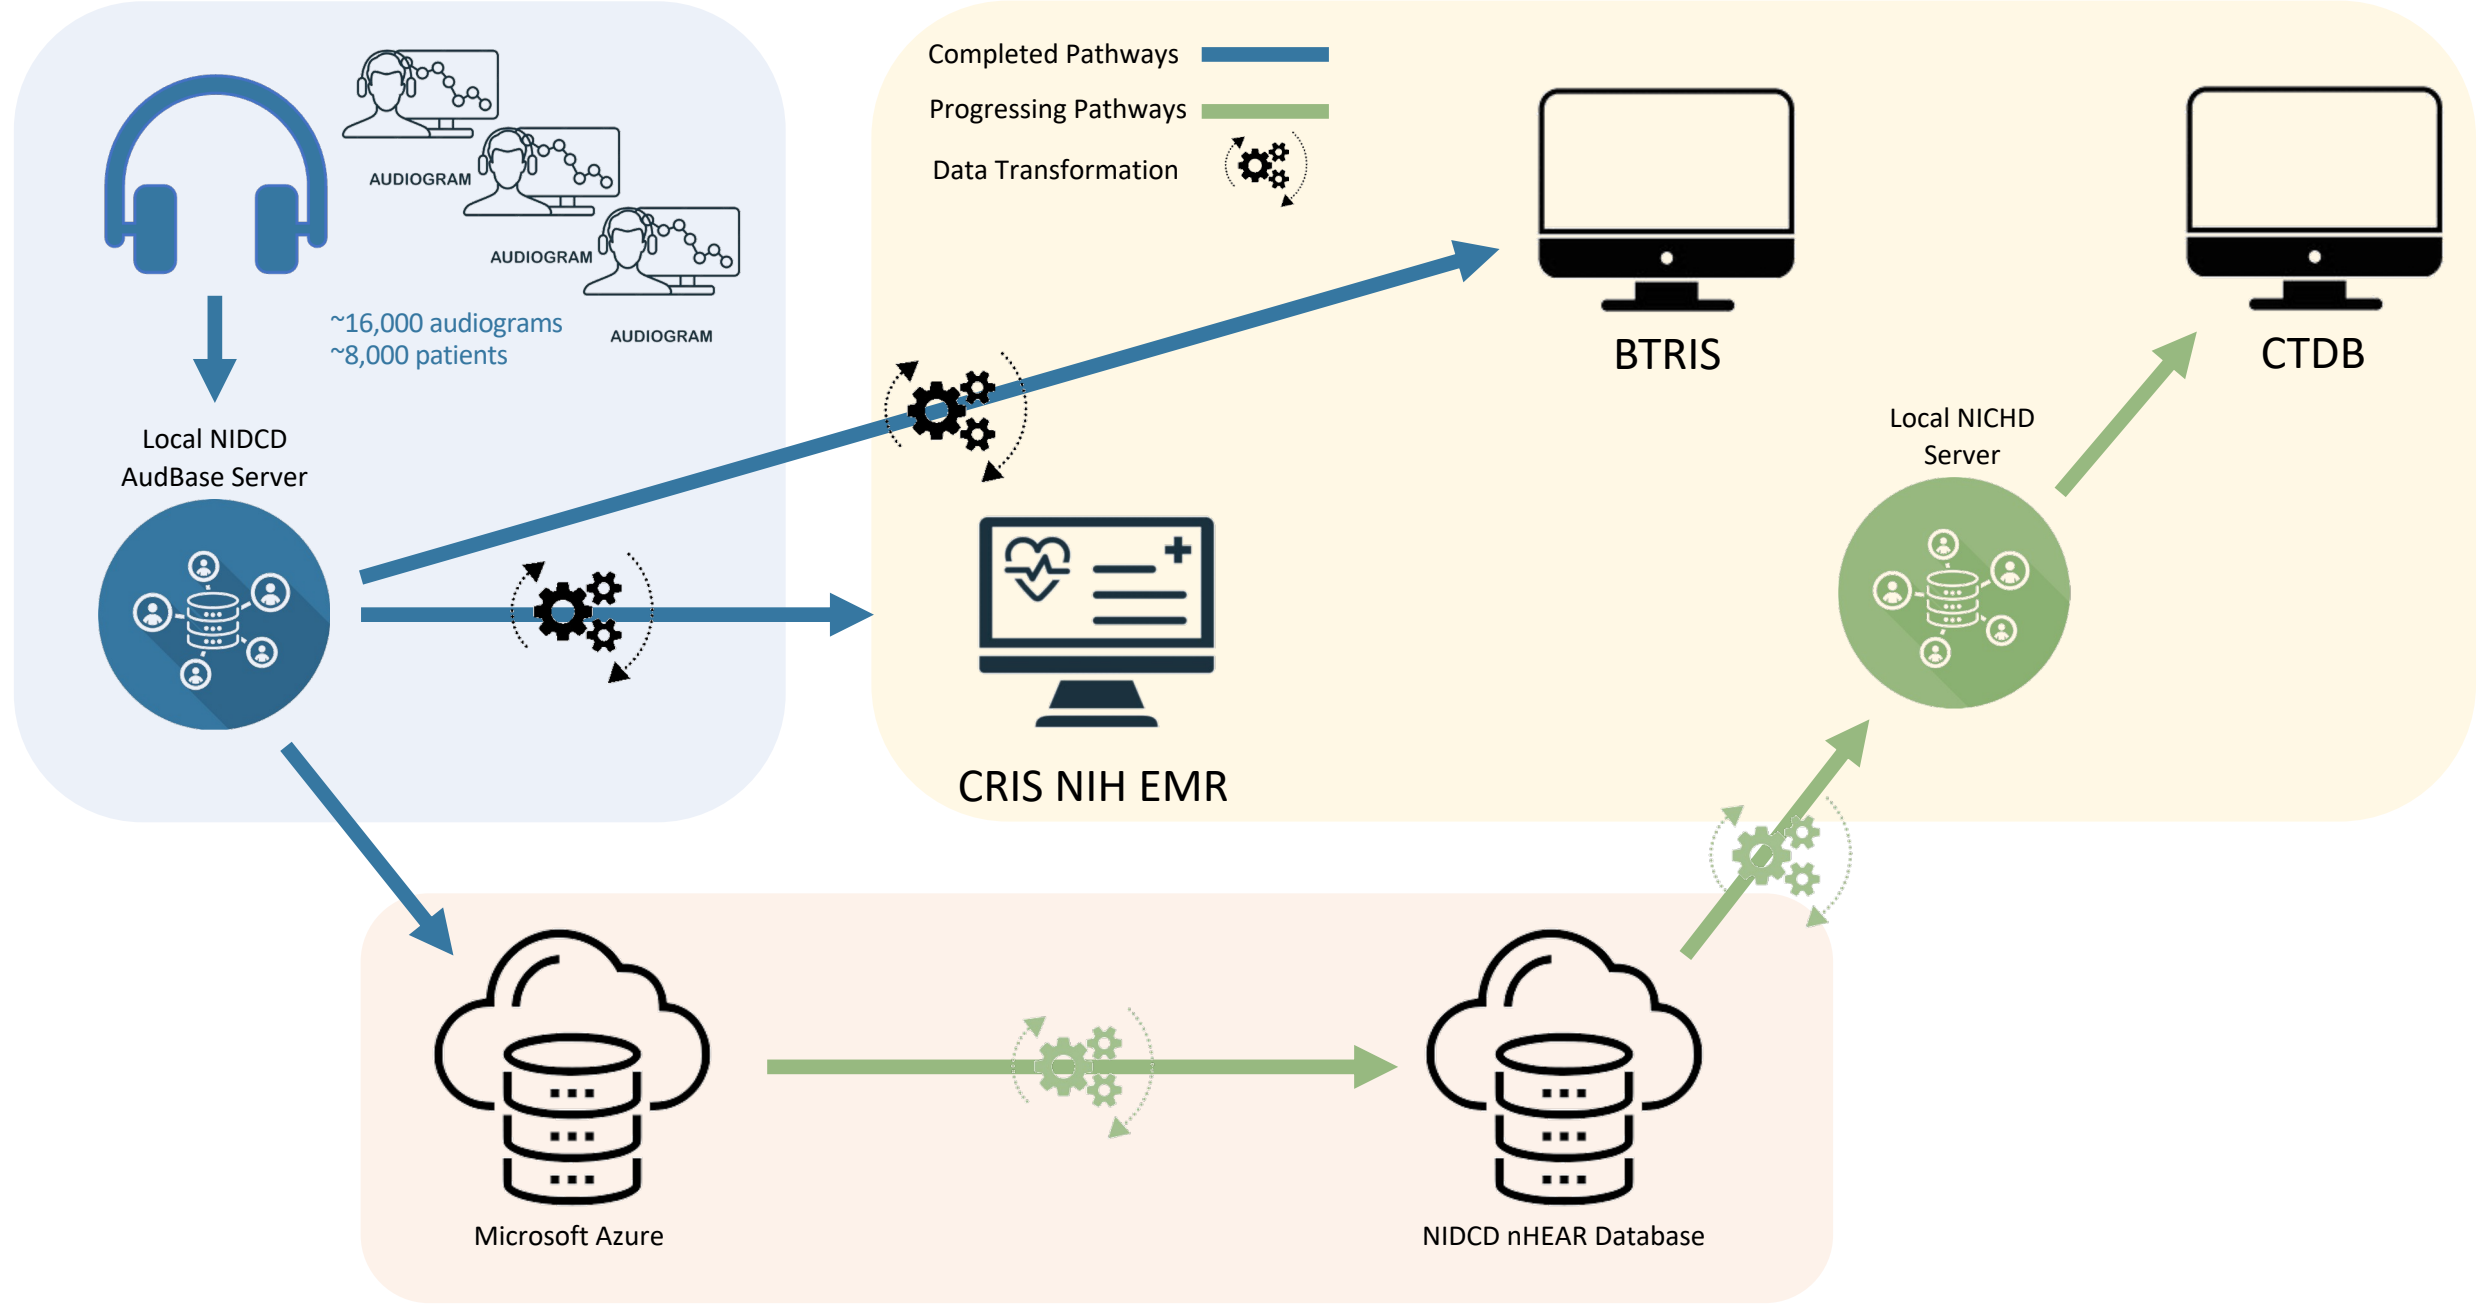 AUDIOGRAM
AUDIOGRAM
AUDIOGRAM
~16,000 audiograms
~8,000 patients
Local NIDCD
AudBase Server
Completed Pathways
Progressing Pathways
Data Transformation
BTRIS
CTDB
Local NICHD
Server
CRIS NIH EMR
Microsoft Azure
NIDCD nHEAR Database